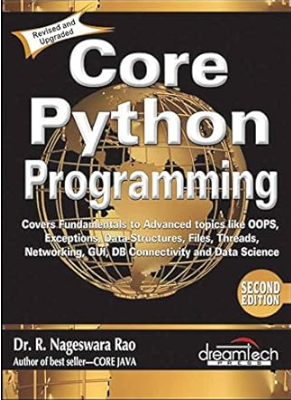 Revised and
Upgraded
Core
Python
Programming
Covers Fundamentals to Advanced topics like OOPS,
Exceptions, Data Structures, Files, Threads,
Networking, GUI, DB Connectivity and Data Science
SECOND
EDITION
Dr. R. Nageswara Rao
Author of best seller—CORE JAVA
dreamtech
PRESS